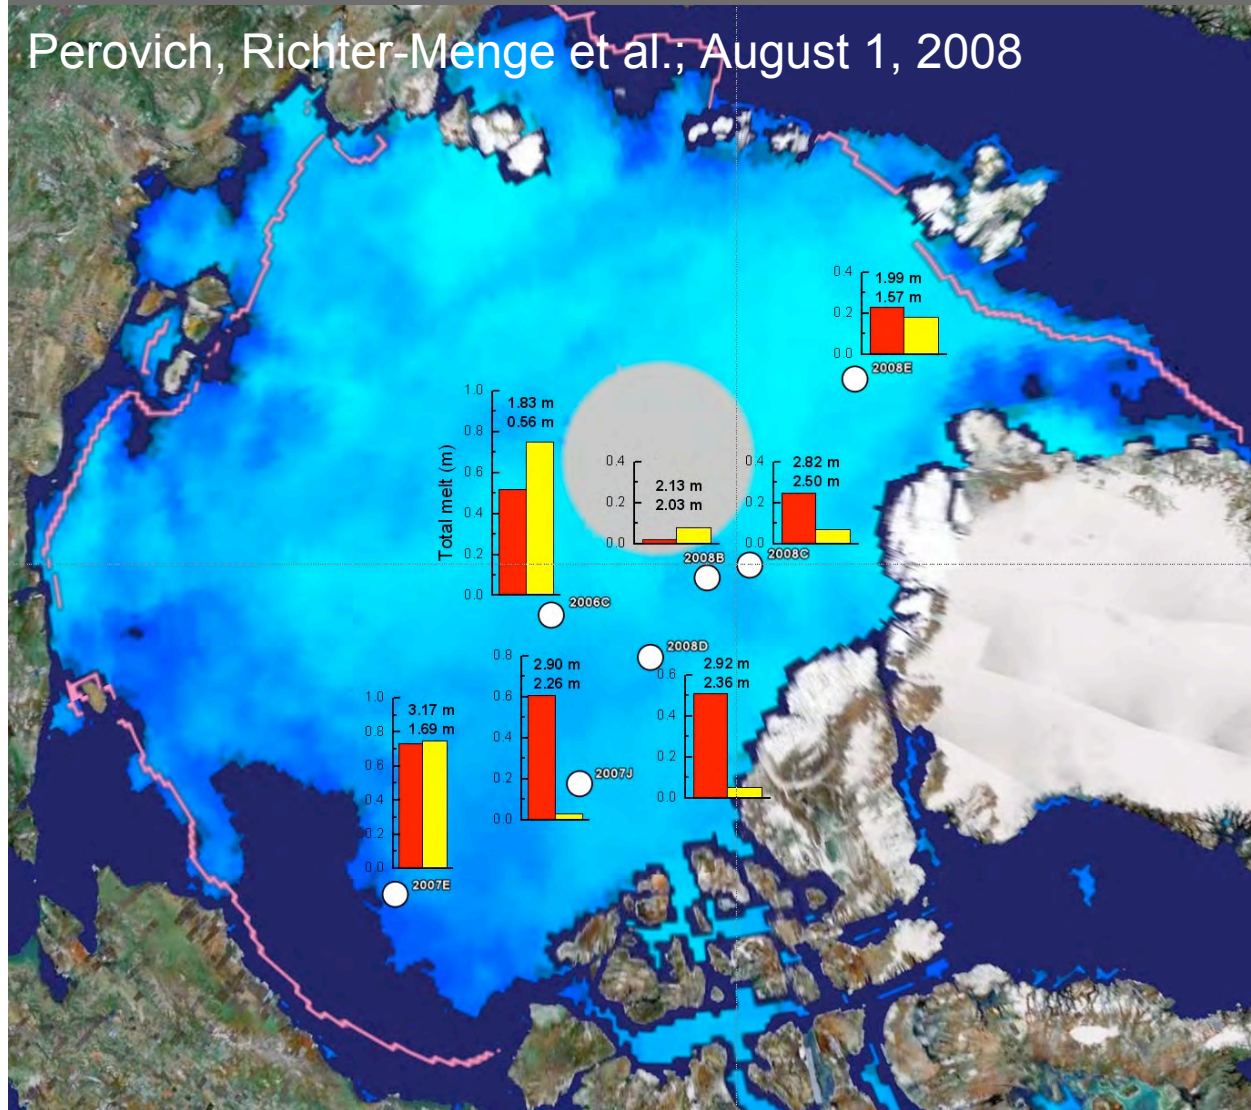 Perovich, Richter-Menge et al.; August 1, 2008
0.4
1.99 m
1.57 m
0.2
0.0
2008E
1.0
1.83 m
0.56 m
0.8
0.6
0.4
0.2
0.0
Total melt (m)
2006C
0.4
2.13 m
2.03 m
0.2
0.0
2008B
0.4
2.82 m
2.50 m
0.2
0.0
2008C
2008D
0.8
2.90 m
2.26 m
0.6
0.4
0.2
0.0
2007J
0.6
2.92 m
2.36 m
0.4
0.2
0.0
1.0
3.17 m
1.69 m
0.8
0.6
0.4
0.2
0.0
2007E